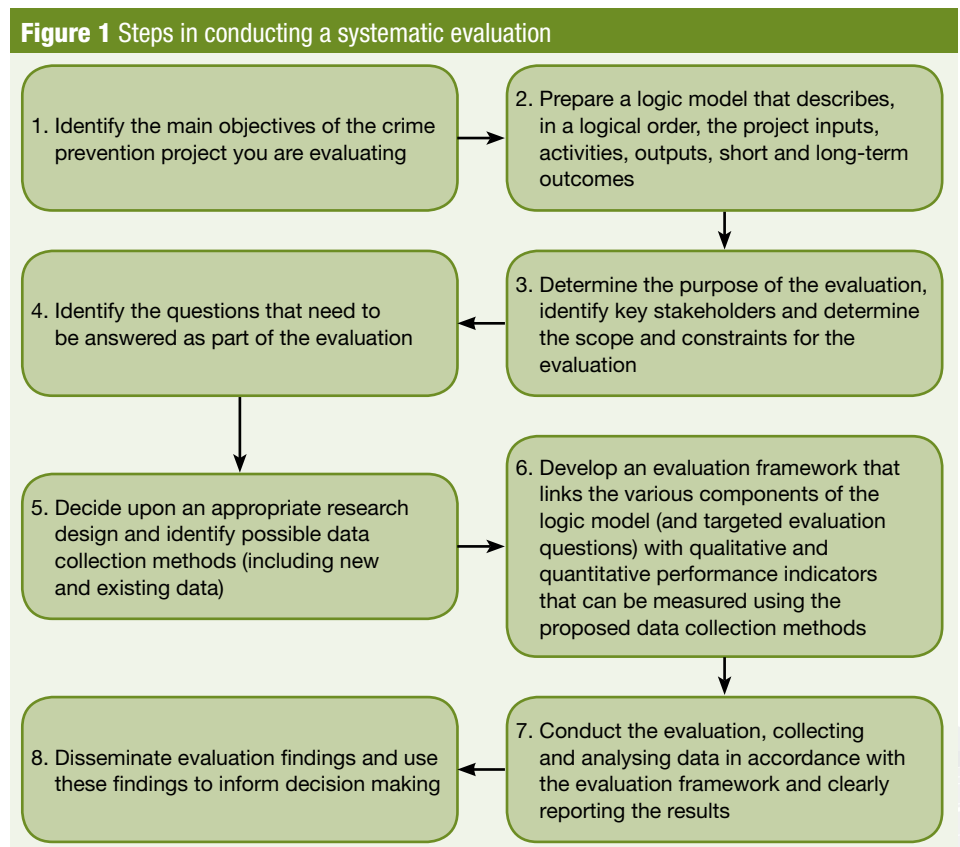 Figure 1 Steps in conducting a systematic evaluation
1. Identify the main objectives of the crime
prevention project you are evaluating
2. Prepare a logic model that describes,
in a logical order, the project inputs,
activities, outputs, short and long-term
outcomes
3. Determine the purpose of the evaluation,
identify key stakeholders and determine
the scope and constraints for the
evaluation
4. Identify the questions that need to
be answered as part of the evaluation
5. Decide upon an appropriate research
design and identify possible data
collection methods (including new
and existing data)
6. Develop an evaluation framework that
links the various components of the
logic model (and targeted evaluation
questions) with qualitative and
quantitative performance indicators
that can be measured using the
proposed data collection methods
7. Conduct the evaluation, collecting
and analysing data in accordance with
the evaluation framework and clearly
reporting the results
8. Disseminate evaluation findings and use
these findings to inform decision making